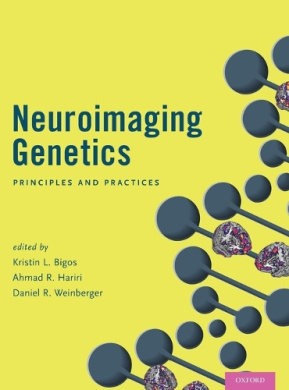 Neuroimaging
Genetics
PRINCIPLES AND PRACTICES
edited by
Kristin L. Bigos
Ahmad R. Hariri
Daniel R. Weinberger
OXFORD